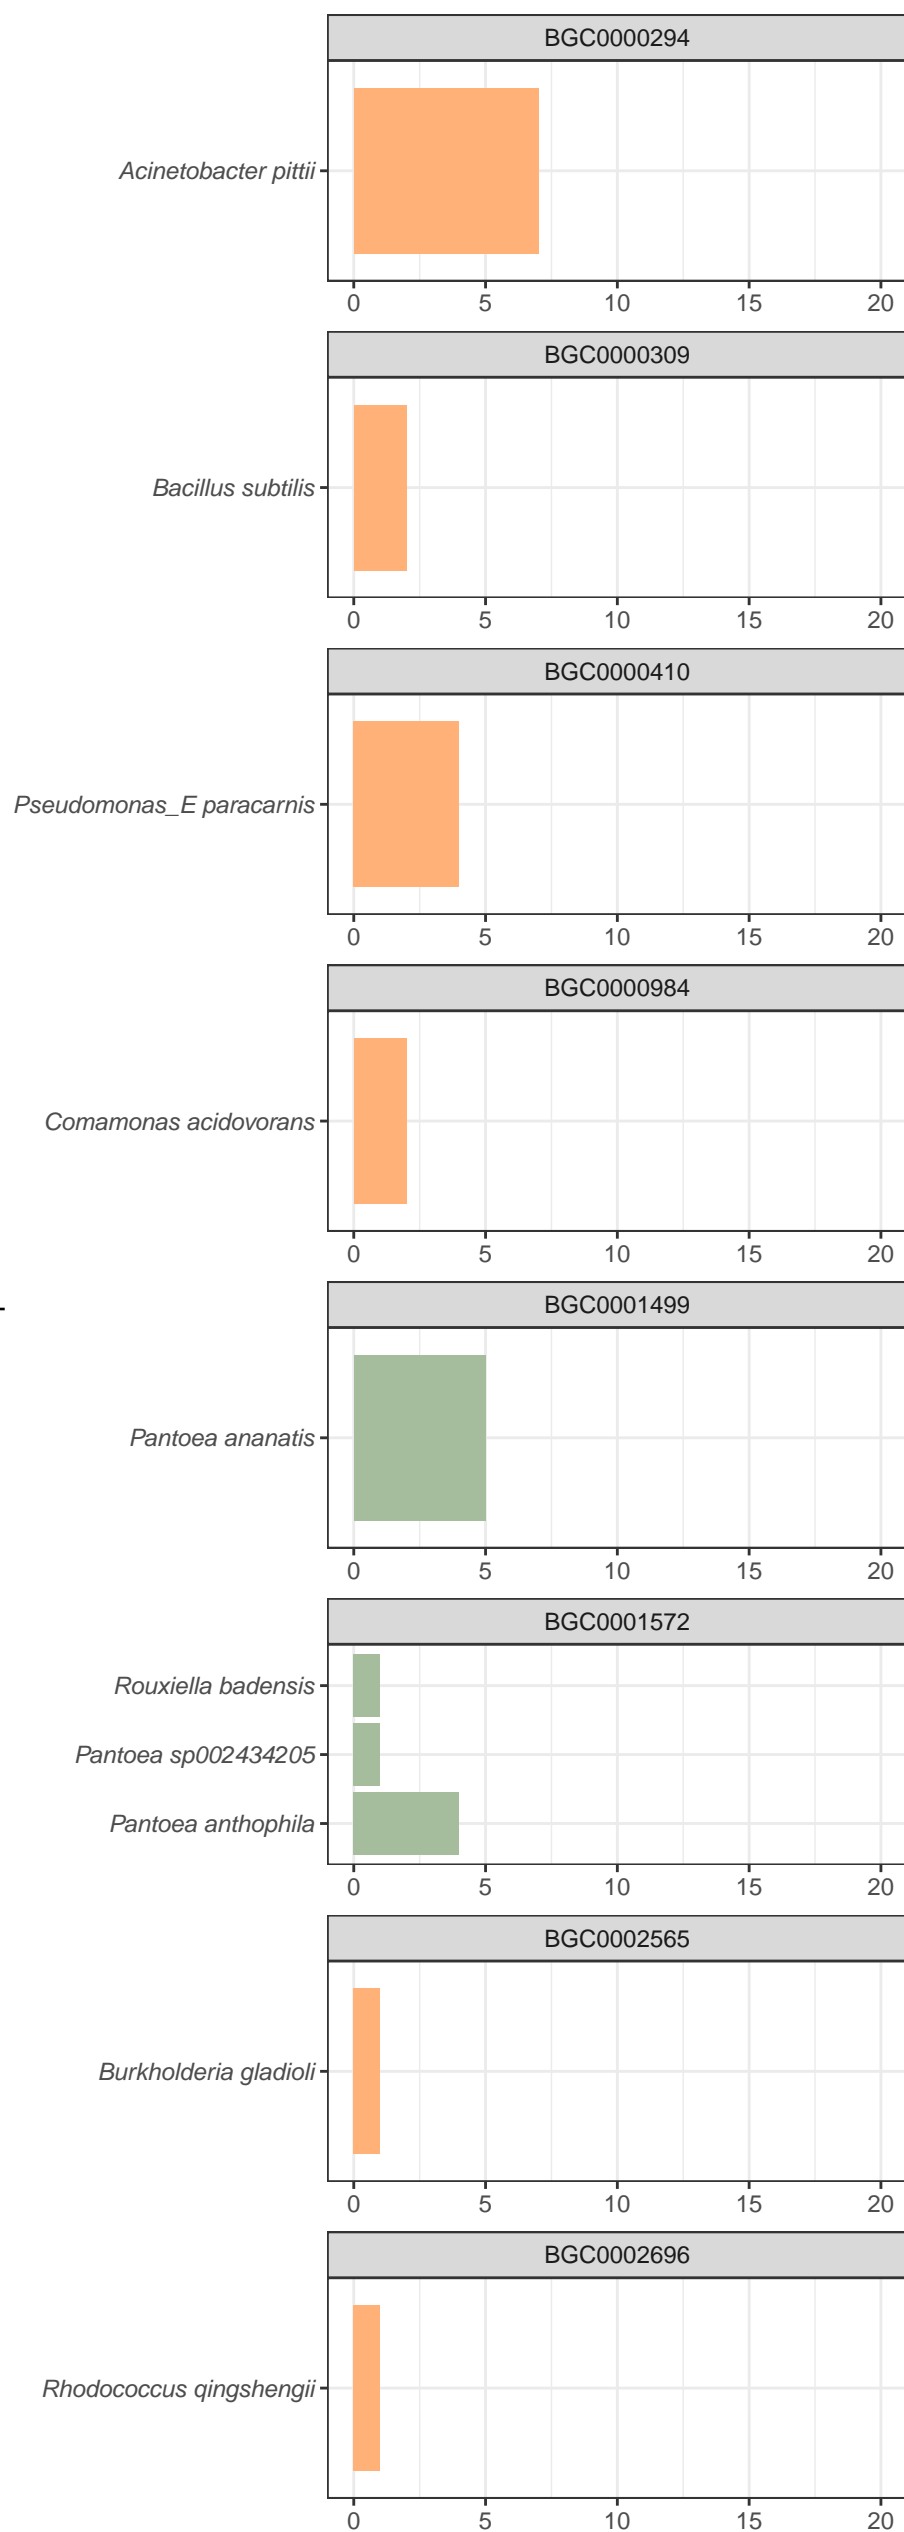 BGC0000294
Acinetobacter pittii
0 5 10 15 20
BGC0000309
Bacillus subtilis
0 5 10 15 20
BGC0000410
Pseudomonas_E paracarnis
0 5 10 15 20
BGC0000984
Comamonas acidovorans
0 5 10 15 20
BGC0001499
Pantoea ananatis
0 5 10 15 20
BGC0001572
Rouxiella badensis
Pantoea sp002434205
Pantoea anthophila
0 5 10 15 20
BGC0002565
Burkholderia gladioli
0 5 10 15 20
BGC0002696
Rhodococcus qingshengii
0 5 10 15 20